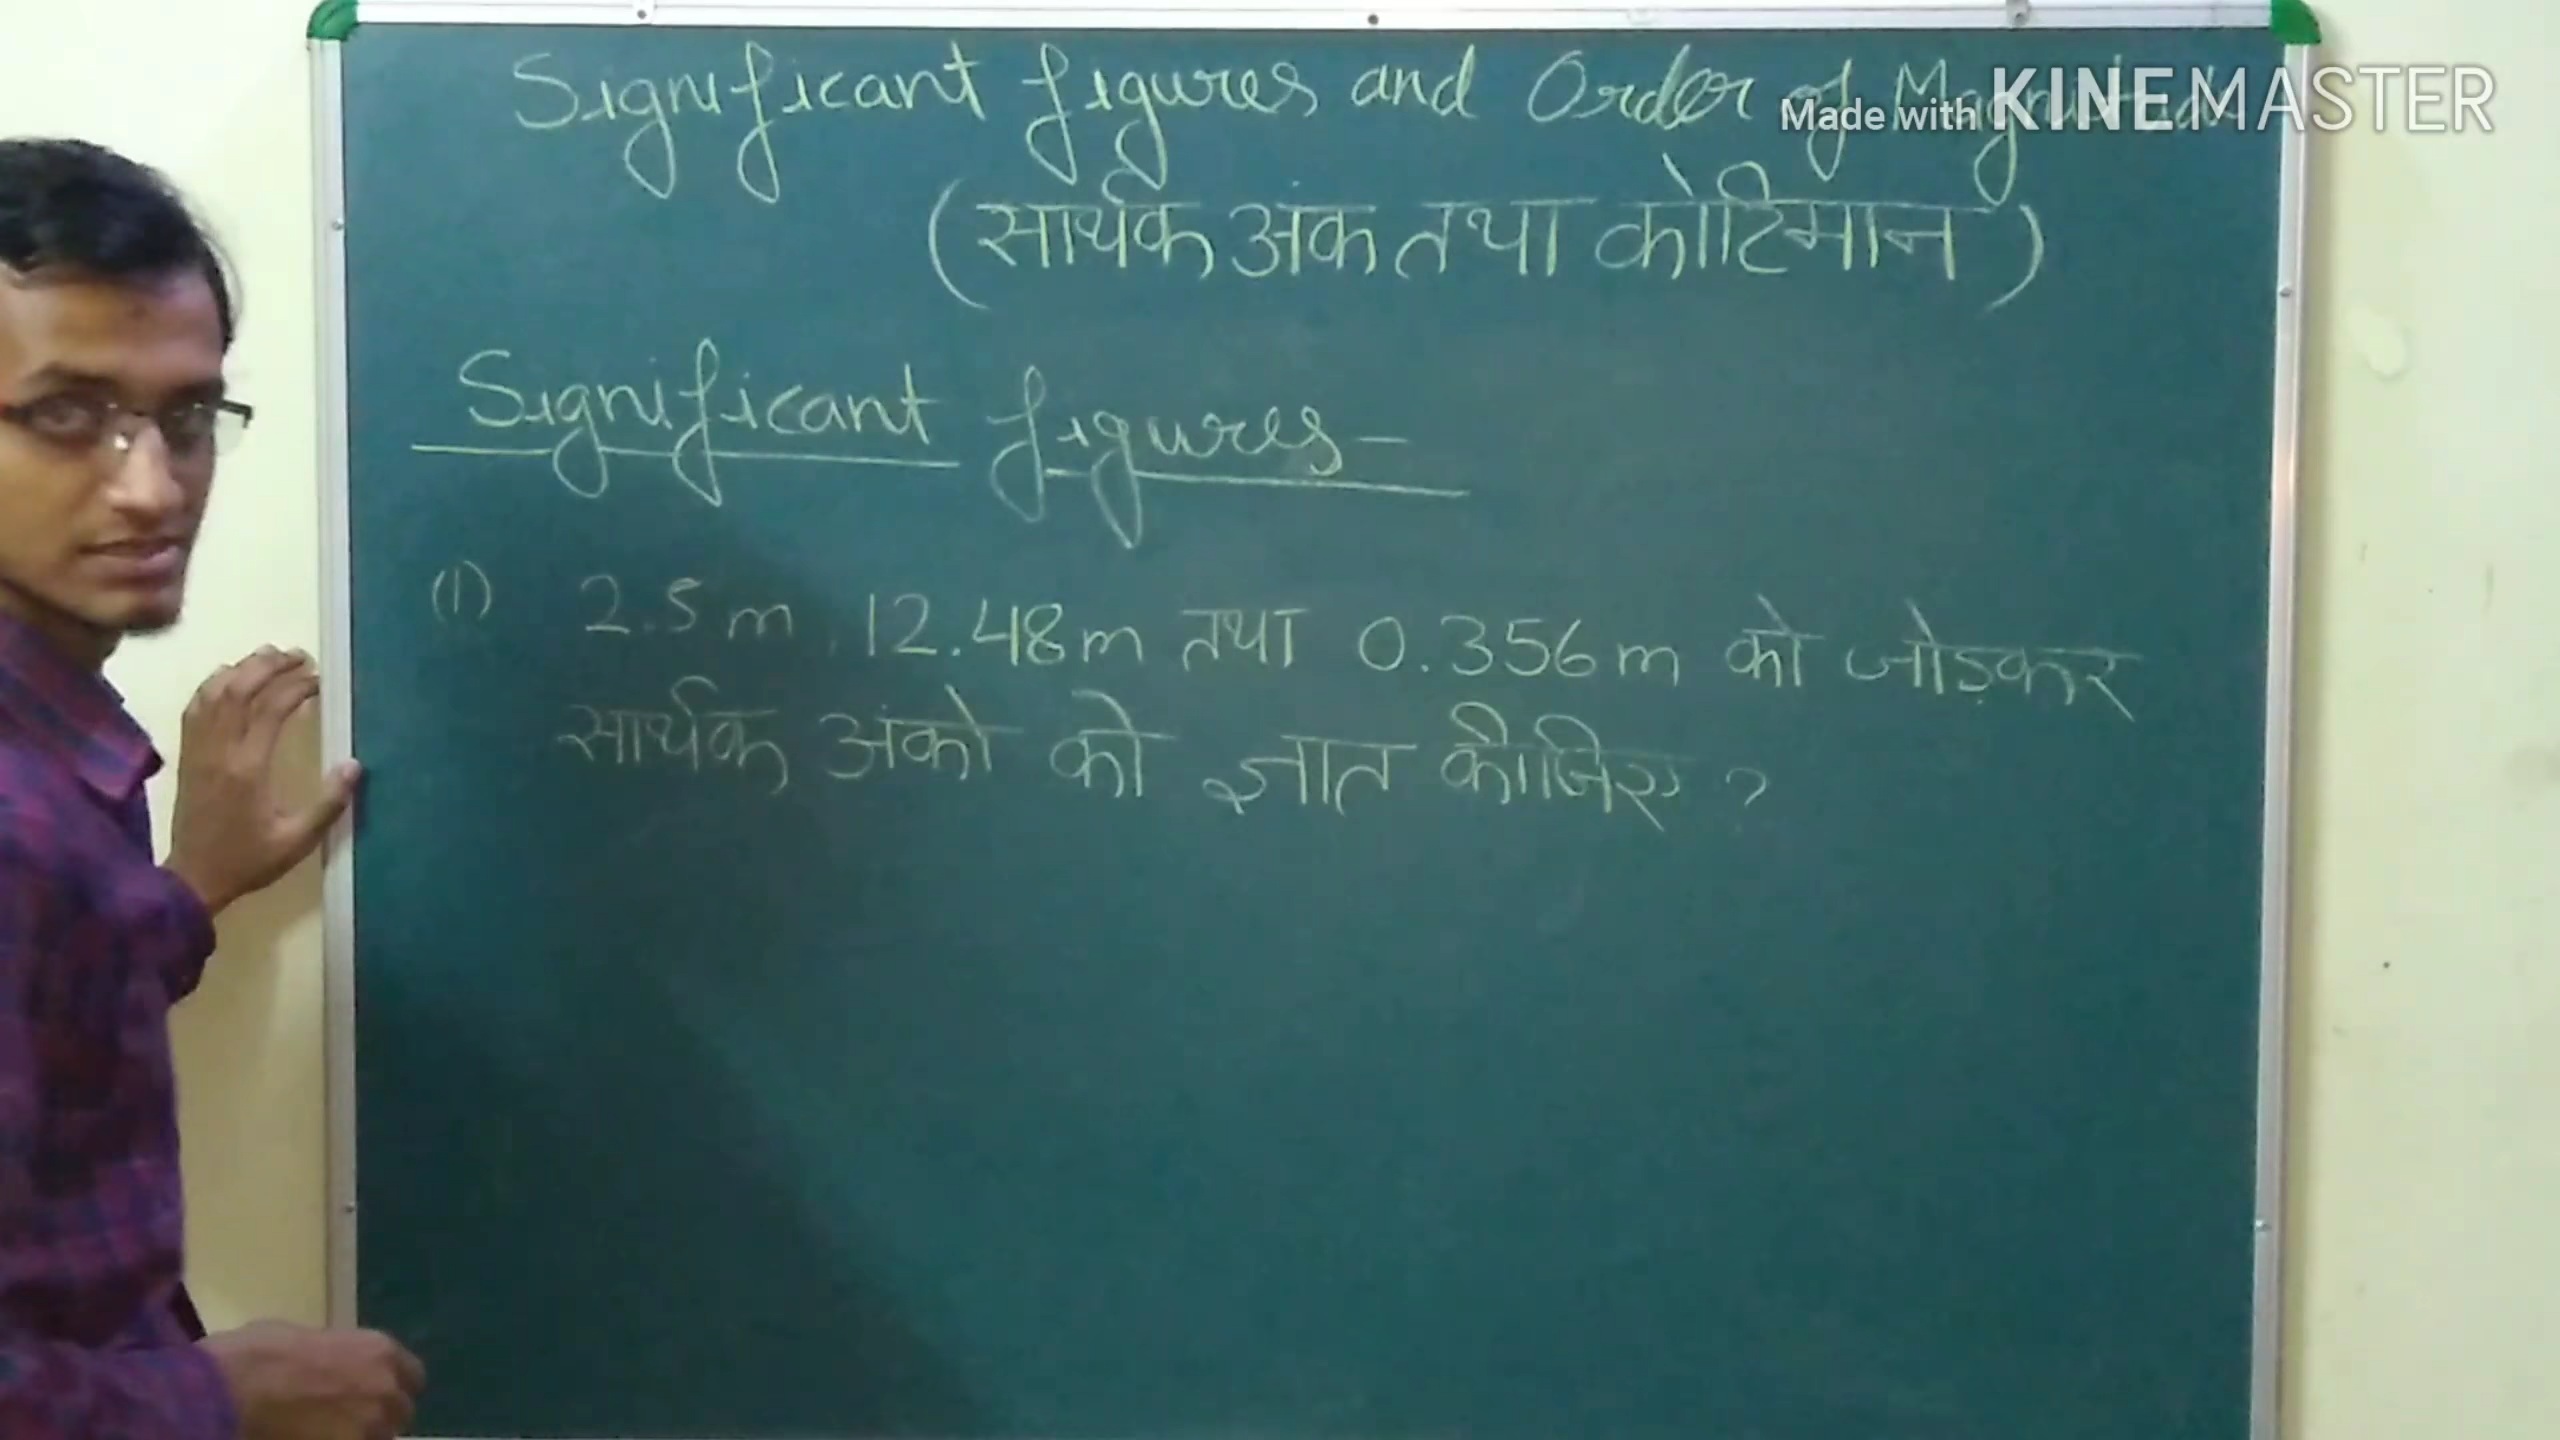 Significant figures and Order of Magnitude
Made with KINEMASTER
(सार्थक अंक तथा कोटिमान)
Significant figures-
(1) 2.5 m, 12.48 m तथा 0.356 m को जोड़कर
सार्थक अंको को ज्ञात कीजिए ?